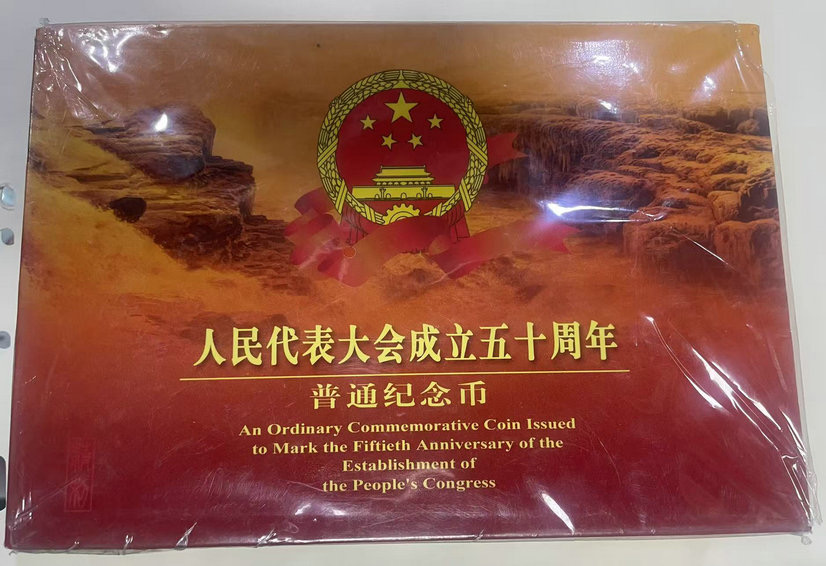 人民代表大会成立五十周年
普通纪念币
An Ordinary Commemorative Coin Issued
to Mark the Fiftieth Anniversary of the
Establishment of
the People's Congress